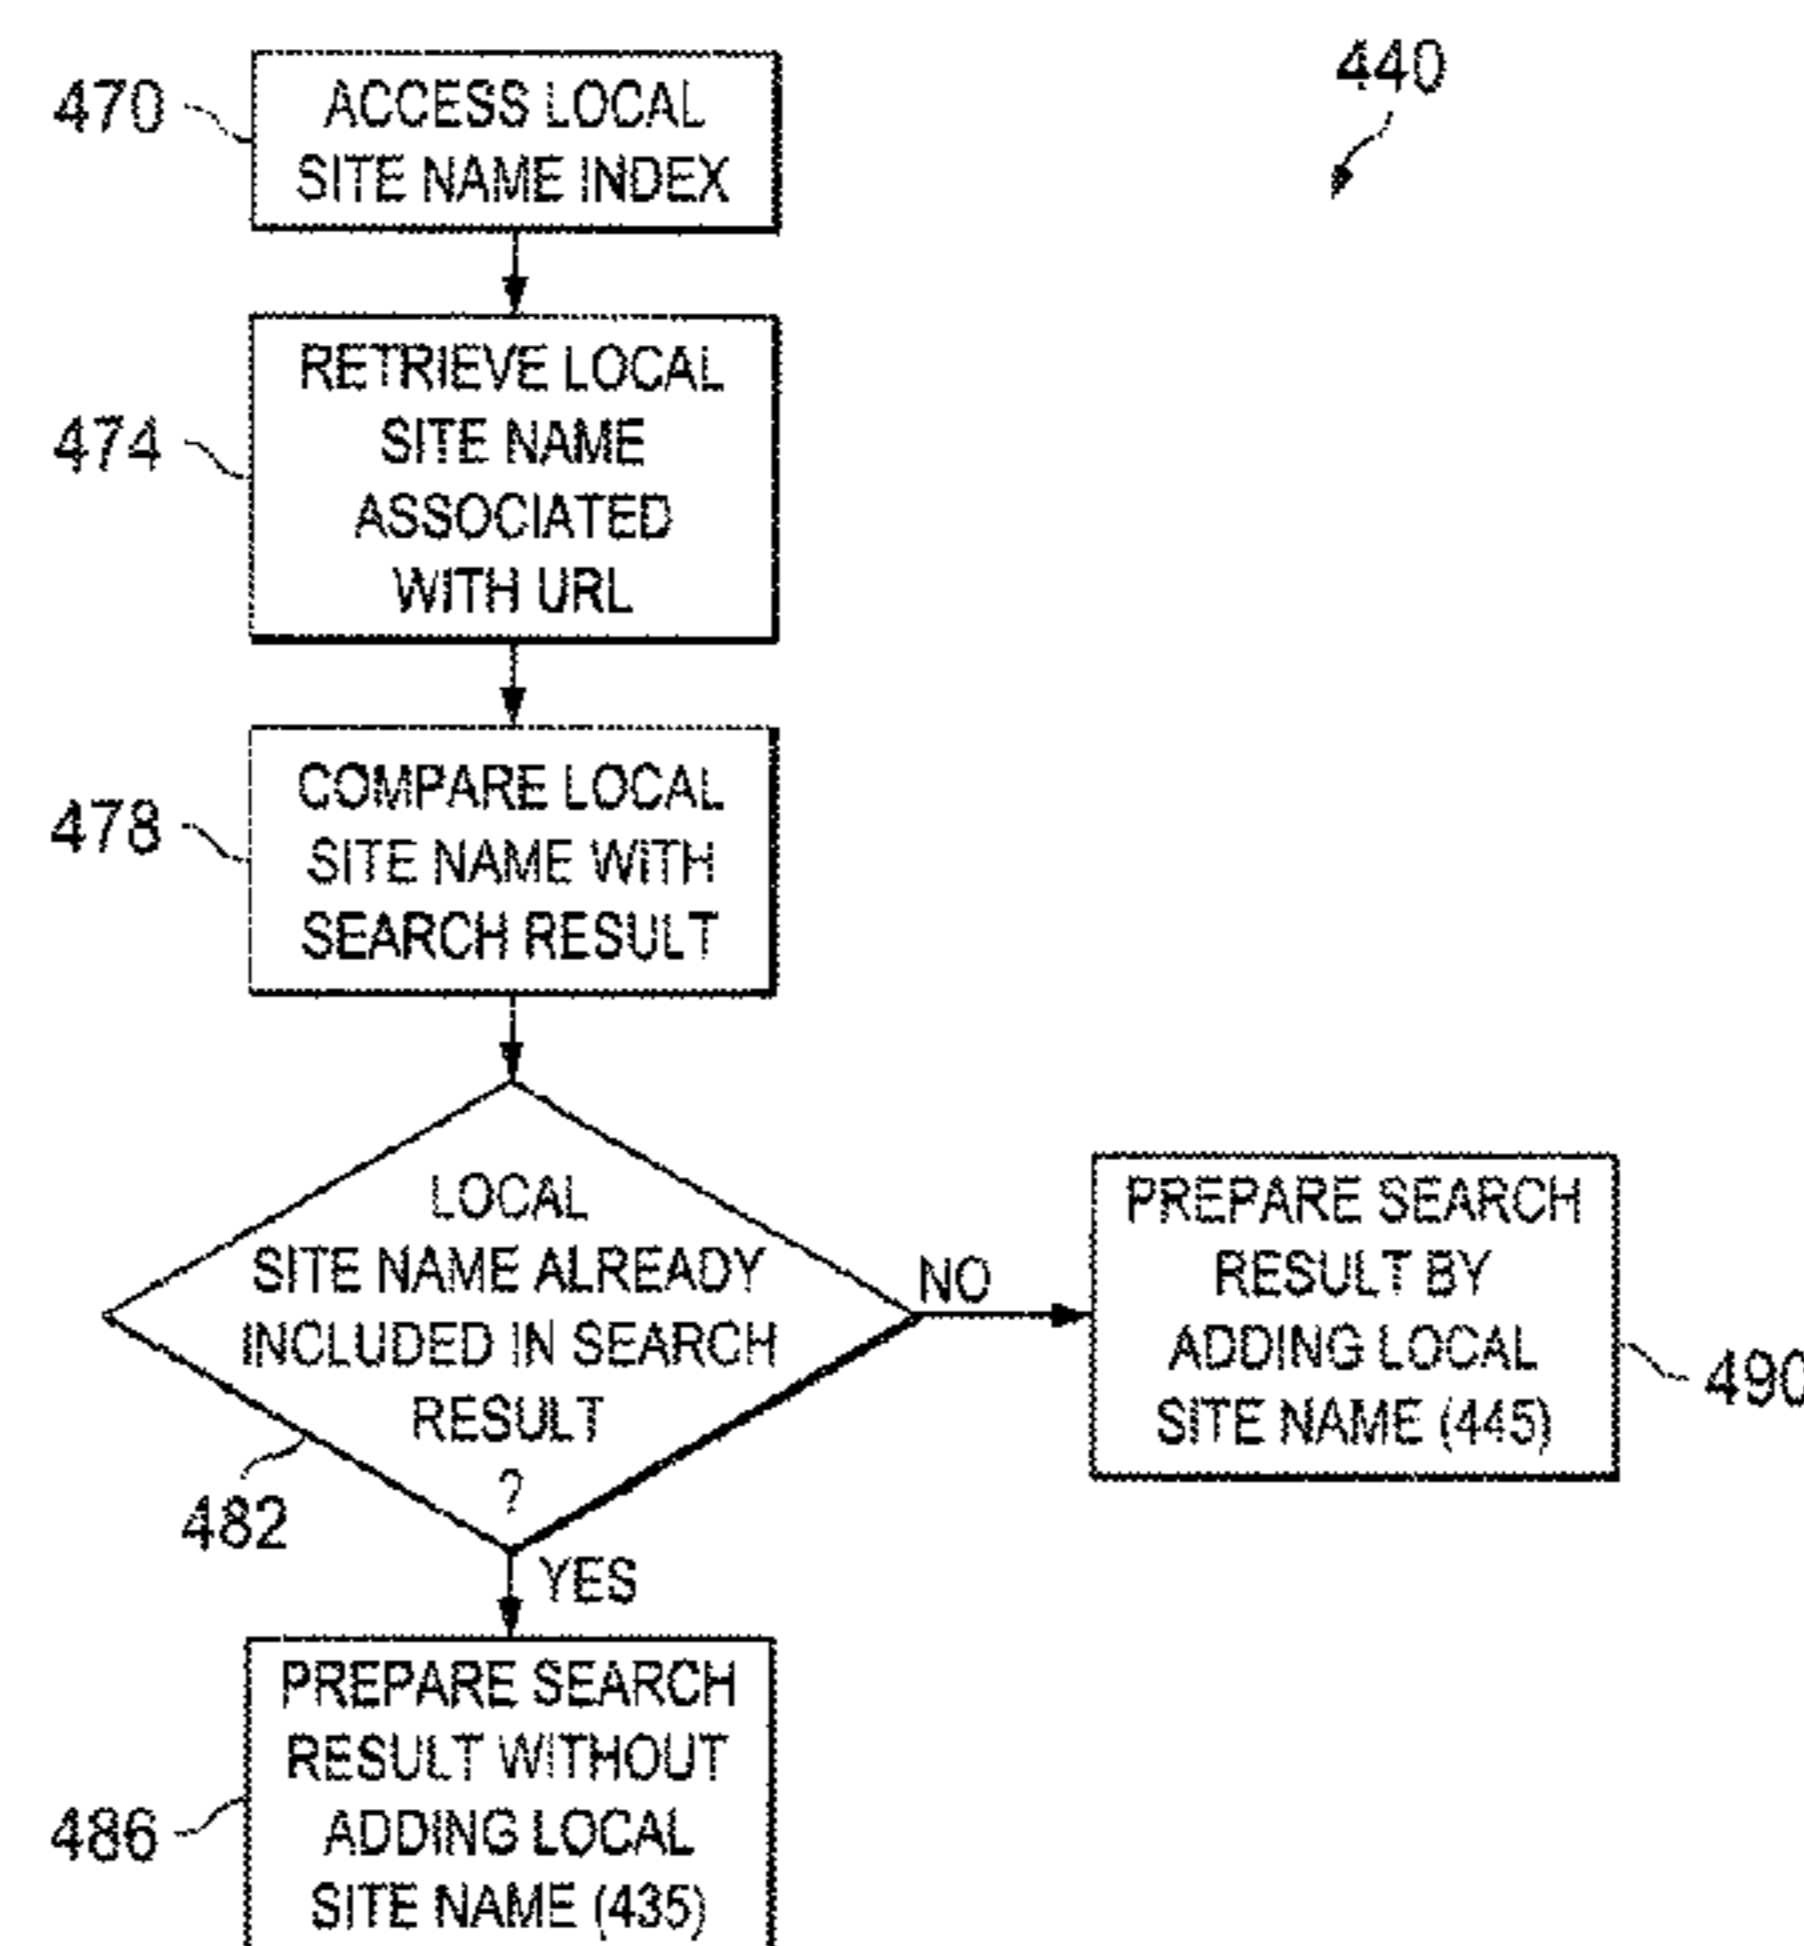 440
470
ACCESS LOCAL
SITE NAME INDEX
474
RETRIEVE LOCAL
SITE NAME
ASSOCIATED
WITH URL
478
COMPARE LOCAL
SITE NAME WITH
SEARCH RESULT
LOCAL
SITE NAME ALREADY
INCLUDED IN SEARCH
RESULT
?
482
NO
PREPARE SEARCH
RESULT BY
ADDING LOCAL
SITE NAME (445)
490
YES
PREPARE SEARCH
RESULT WITHOUT
ADDING LOCAL
SITE NAME (435)
486